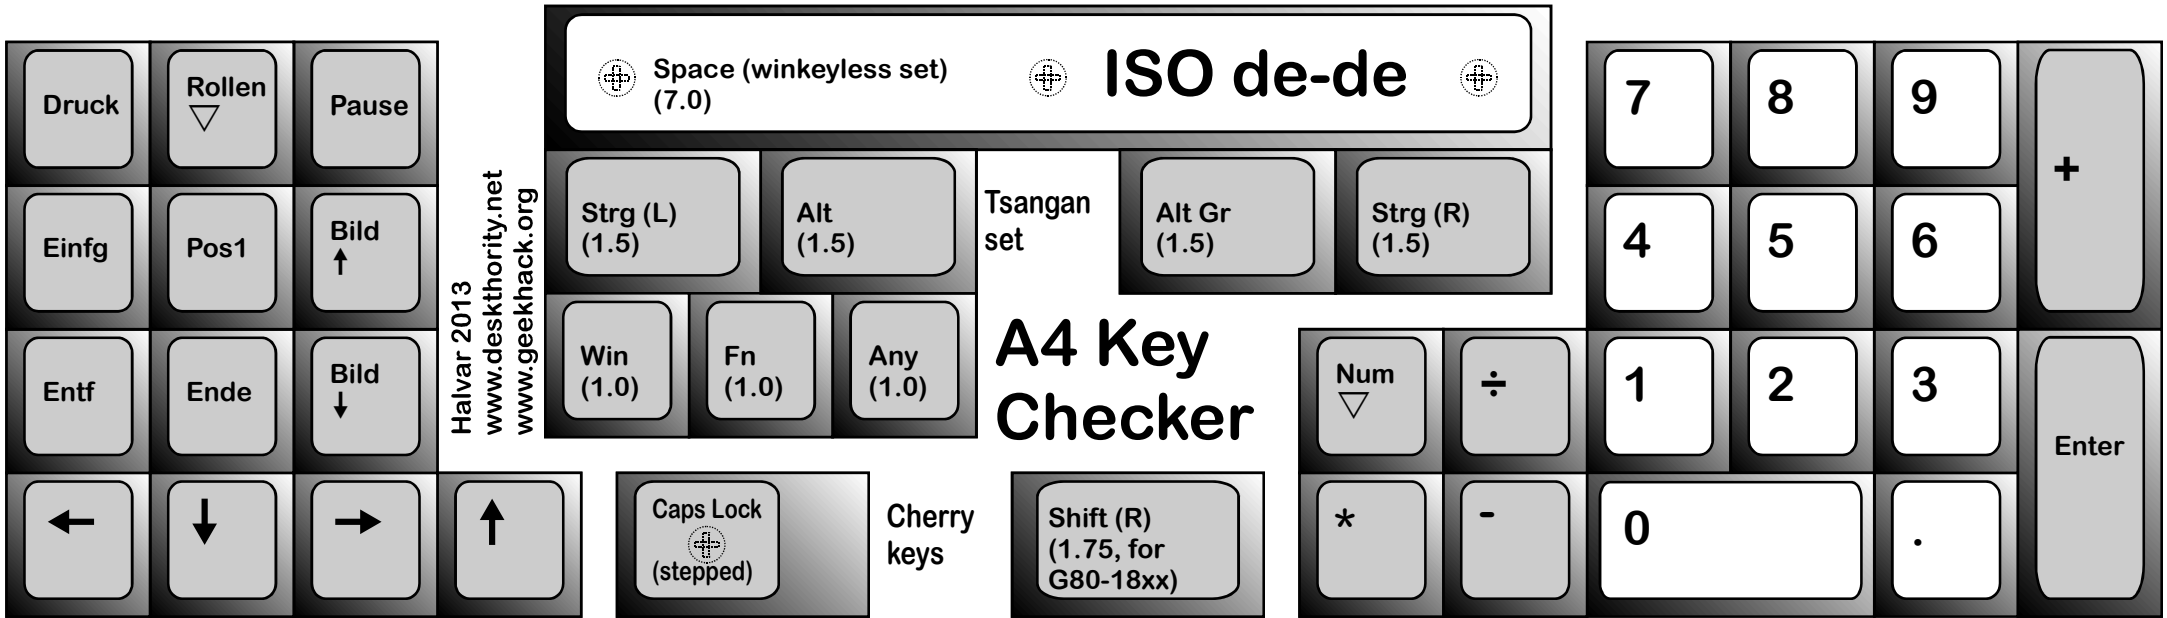 Druck
Rollen
▽
Pause
Einfg
Pos1
Bild
↑
Entf
Ende
Bild
↓
←
↓
→
↑
Halvar 2013
www.deskthority.net
www.geekhack.org
Space (winkeyless set)
(7.0)
ISO de-de
Strg (L)
(1.5)
Alt
(1.5)
Tsangan
set
Alt Gr
(1.5)
Strg (R)
(1.5)
Win
(1.0)
Fn
(1.0)
Any
(1.0)
A4 Key
Checker
Caps Lock
(stepped)
Cherry
keys
Shift (R)
(1.75, for
G80-18xx)
7
8
9
+
4
5
6
Num
▽
÷
1
2
3
Enter
*
-
0
.